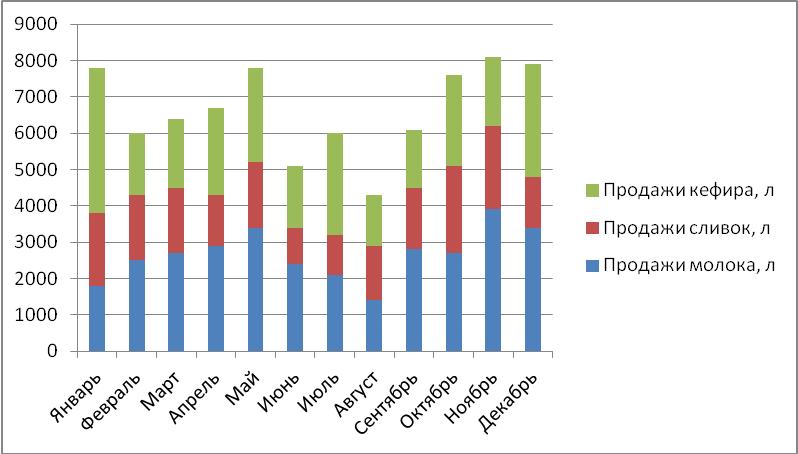 9000
8000
7000
6000
5000
4000
3000
2000
1000
0
Январь
Февраль
Март
Апрель
Май
Июнь
Июль
Август
Сентябрь
Октябрь
Ноябрь
Декабрь
Продажи кефира, л
Продажи сливок, л
Продажи молока, л